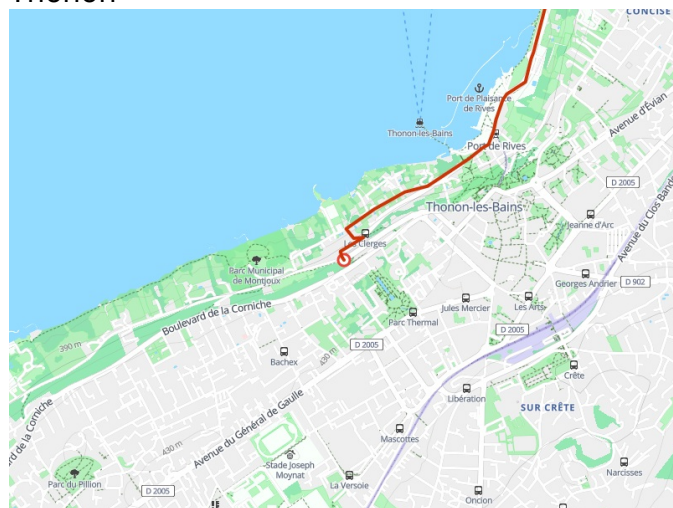 Thonon
CONCISE
Port de Plaisance
de Rives
Thonon-les-Bains
Avenue d'Évian
Port de Rives
D 2005
Thonon-les-Bains
Avenue du Clos Band
Jeanne d'Arc
Les Clerges
Parc Municipal
de Montjoux
Georges Andrier
D 902
Boulevard de la Corniche
Jules Mercier
Les Arts
390 m
Parc Thermal
D 2005
430 m
D 2005
Bachex
Crête
Libération
SUR CRÊTE
Avenue du Général de Gaulle
d de la Corniche
Mascottes
430 m
Stade Joseph
Moynat
Narcisses
Parc du Pillion
La Versoie
D 2005
Oncion